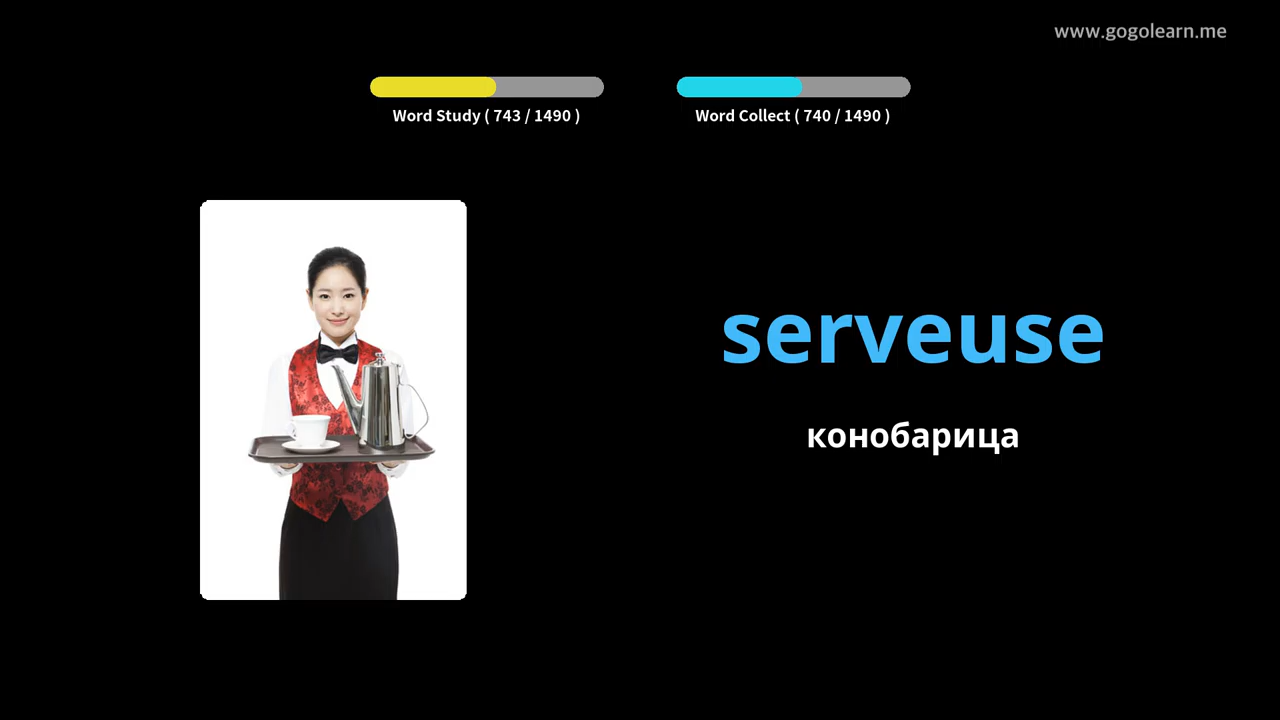 www.gogolearn.me
Word Study ( 743 / 1490 )
Word Collect ( 740 / 1490 )
serveuse
конобарица